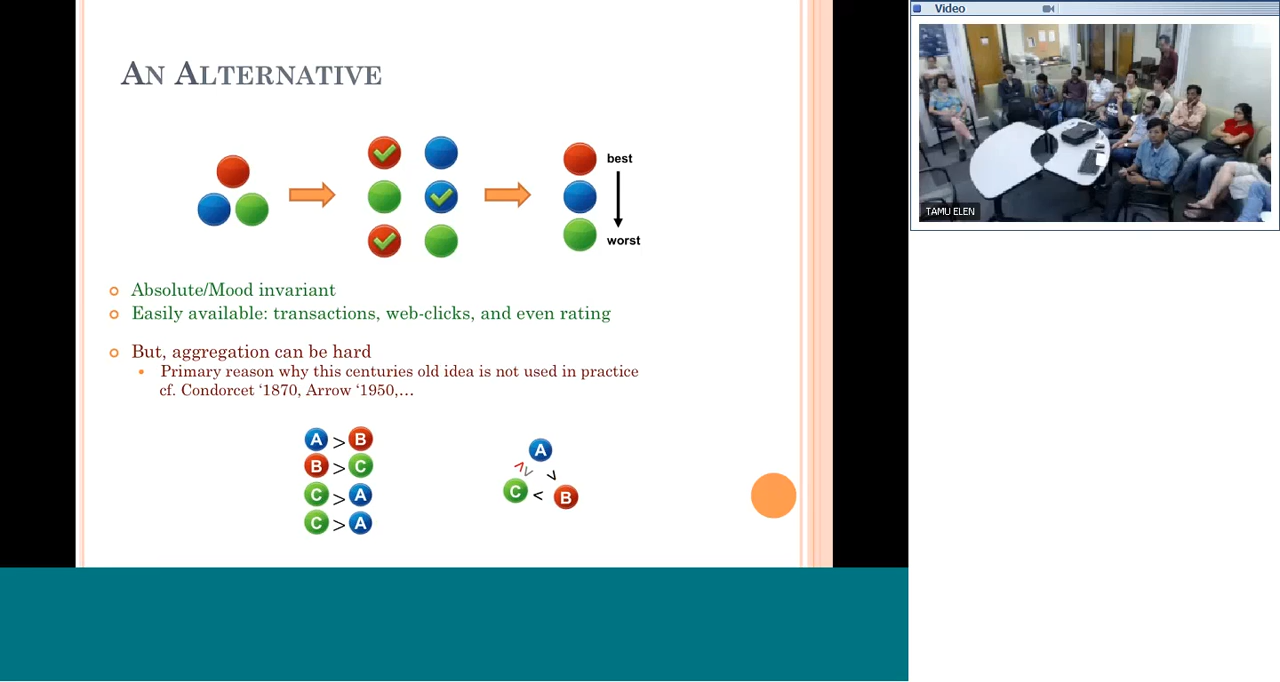 AN ALTERNATIVE
best
worst
Absolute/Mood invariant
Easily available: transactions, web-clicks, and even rating
But, aggregation can be hard
Primary reason why this centuries old idea is not used in practice
cf. Condorcet ‘1870, Arrow ‘1950,…
A > B
B > C
C > A
C > A
A
> > >
C < B
Video
TAMU ELEN